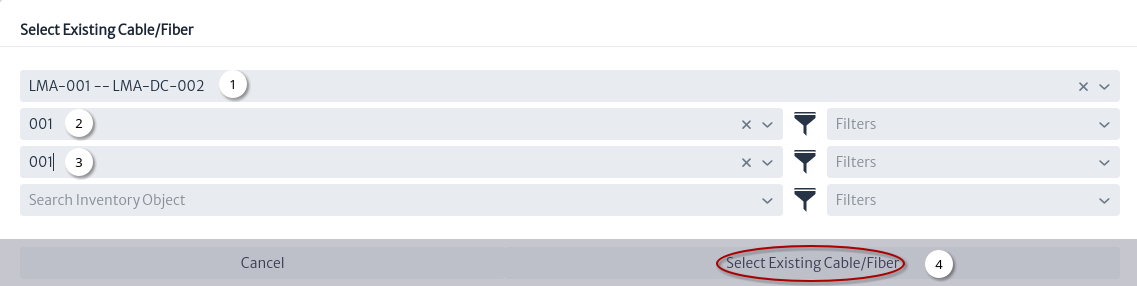 Select Existing Cable/Fiber
LMA-001 -- LMA-DC-002 1
001 2 Filters
001 3 Filters
Search Inventory Object Filters
Cancel Select Existing Cable/Fiber 4